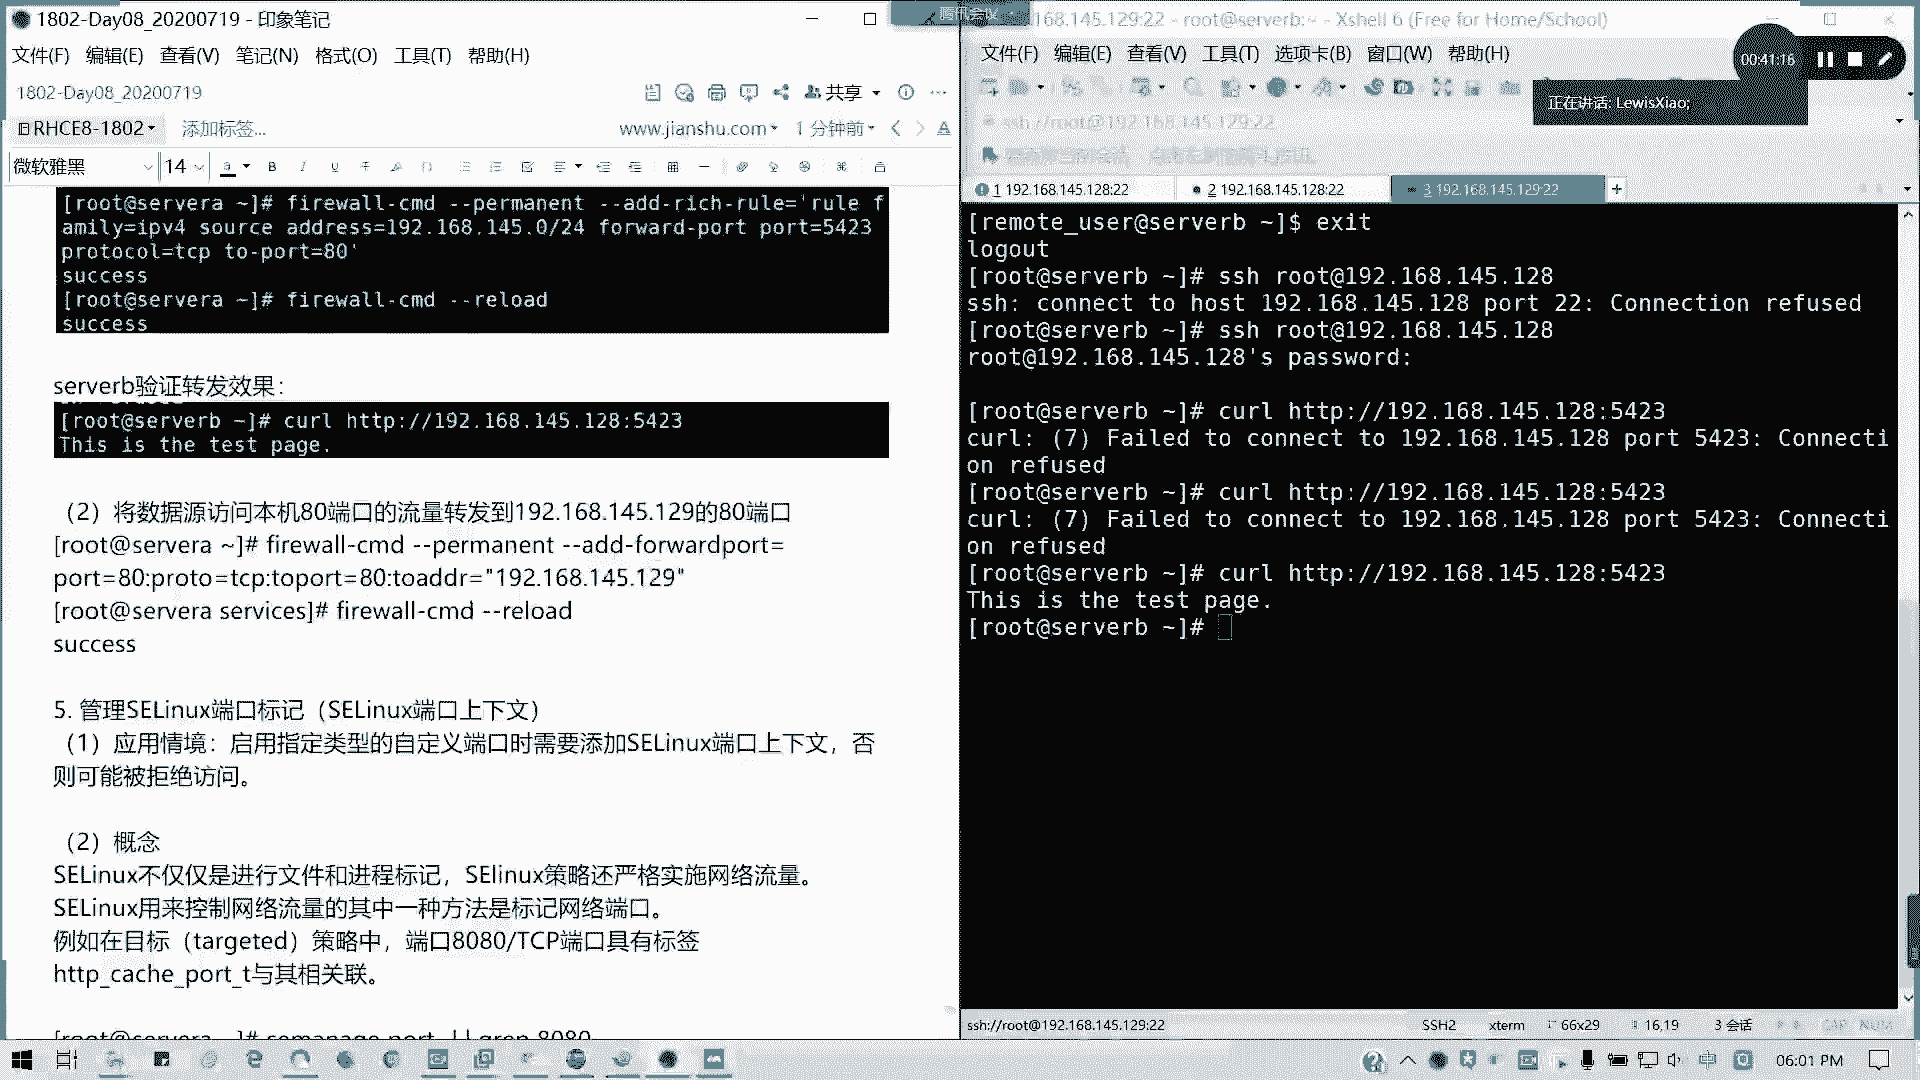 1802-Day08_20200719 - 印象笔记
文件(F) 编辑(E) 查看(V) 笔记(N) 格式(O) 工具(T) 帮助(H)
1802-Day08_20200719
共享
RHCE8-1802 添加标签...
www.jianshu.com 1 分钟前
微软雅黑 14
[root@servera ~]# firewall-cmd --permanent --add-rich-rule='rule f
amily=ipv4 source address=192.168.145.0/24 forward-port port=5423
protocol=tcp to-port=80'
success
[root@servera ~]# firewall-cmd --reload
success
serverb验证转发效果：
[root@serverb ~]# curl http://192.168.145.128:5423
This is the test page.
（2）将数据源访问本机80端口的流量转发到192.168.145.129的80端口
[root@servera ~]# firewall-cmd --permanent --add-forwardport=
port=80:proto=tcp:toport=80:toaddr="192.168.145.129"
[root@servera services]# firewall-cmd --reload
success
5. 管理SELinux端口标记（SELinux端口上下文）
（1）应用情境：启用指定类型的自定义端口时需要添加SELinux端口上下文，否
则可能被拒绝访问。
（2）概念
SELinux不仅仅是进行文件和进程标记，SElinux策略还严格实施网络流量。
SELinux用来控制网络流量的其中一种方法是标记网络端口。
例如在目标（targeted）策略中，端口8080/TCP端口具有标签
http_cache_port_t与其相关联。
[root@servera ~]# semanage port -l | grep 8080
腾讯会议
168.145.129:22 - root@serverb:~ - Xshell 6 (Free for Home/School)
文件(F) 编辑(E) 查看(V) 工具(T) 选项卡(B) 窗口(W) 帮助(H)
00:41:16
正在讲话: LewisXiao;
ssh://root@192.168.145.129:22
1 192.168.145.128:22
2 192.168.145.128:22
3 192.168.145.129:22
[remote_user@serverb ~]$ exit
logout
[root@serverb ~]# ssh root@192.168.145.128
ssh: connect to host 192.168.145.128 port 22: Connection refused
[root@serverb ~]# ssh root@192.168.145.128
root@192.168.145.128's password:
[root@serverb ~]# curl http://192.168.145.128:5423
curl: (7) Failed to connect to 192.168.145.128 port 5423: Connecti
on refused
[root@serverb ~]# curl http://192.168.145.128:5423
curl: (7) Failed to connect to 192.168.145.128 port 5423: Connecti
on refused
[root@serverb ~]# curl http://192.168.145.128:5423
This is the test page.
[root@serverb ~]#
ssh://root@192.168.145.129:22 SSH2 xterm 66x29 16,19 3 会话 CAP NUM
中 06:01 PM